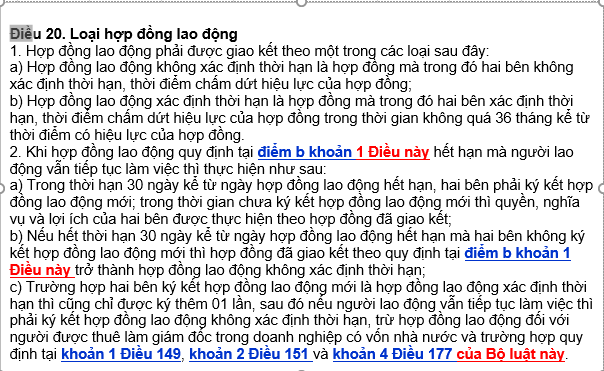 Điều 20. Loại hợp đồng lao động
1. Hợp đồng lao động phải được giao kết theo một trong các loại sau đây:
a) Hợp đồng lao động không xác định thời hạn là hợp đồng mà trong đó hai bên không
xác định thời hạn, thời điểm chấm dứt hiệu lực của hợp đồng;
b) Hợp đồng lao động xác định thời hạn là hợp đồng mà trong đó hai bên xác định thời
hạn, thời điểm chấm dứt hiệu lực của hợp đồng trong thời gian không quá 36 tháng kể từ
thời điểm có hiệu lực của hợp đồng.
2. Khi hợp đồng lao động quy định tại điểm b khoản 1 Điều này hết hạn mà người lao
động vẫn tiếp tục làm việc thì thực hiện như sau:
a) Trong thời hạn 30 ngày kể từ ngày hợp đồng lao động hết hạn, hai bên phải ký kết hợp
đồng lao động mới; trong thời gian chưa ký kết hợp đồng lao động mới thì quyền, nghĩa
vụ và lợi ích của hai bên được thực hiện theo hợp đồng đã giao kết;
b) Nếu hết thời hạn 30 ngày kể từ ngày hợp đồng lao động hết hạn mà hai bên không ký
kết hợp đồng lao động mới thì hợp đồng đã giao kết theo quy định tại điểm b khoản 1
Điều này trở thành hợp đồng lao động không xác định thời hạn;
c) Trường hợp hai bên ký kết hợp đồng lao động mới là hợp đồng lao động xác định thời
hạn thì cũng chỉ được ký thêm 01 lần, sau đó nếu người lao động vẫn tiếp tục làm việc thì
phải ký kết hợp đồng lao động không xác định thời hạn, trừ hợp đồng lao động đối với
người được thuê làm giám đốc trong doanh nghiệp có vốn nhà nước và trường hợp quy
định tại khoản 1 Điều 149, khoản 2 Điều 151 và khoản 4 Điều 177 của Bộ luật này.